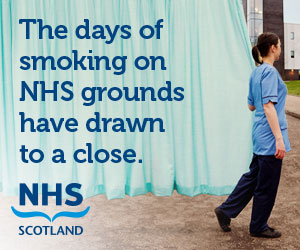 The days of
smoking on
NHS grounds
have drawn
to a close.
NHS
SCOTLAND